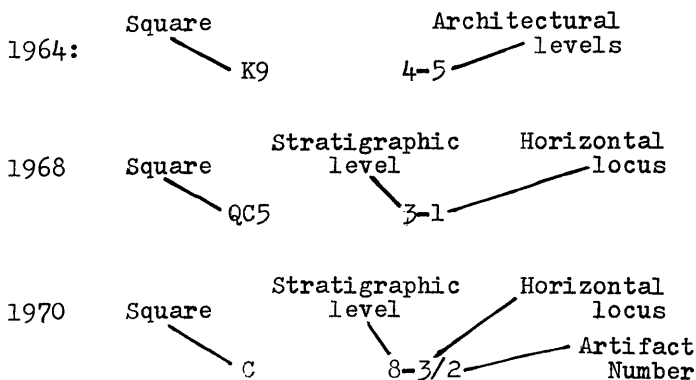 Square Architectural
1964: levels
K9 4-5
Square Stratigraphic Horizontal
1968 level locus
QC5 3-1
Square Stratigraphic Horizontal
1970 level locus
C 8-3/2 Artifact
Number